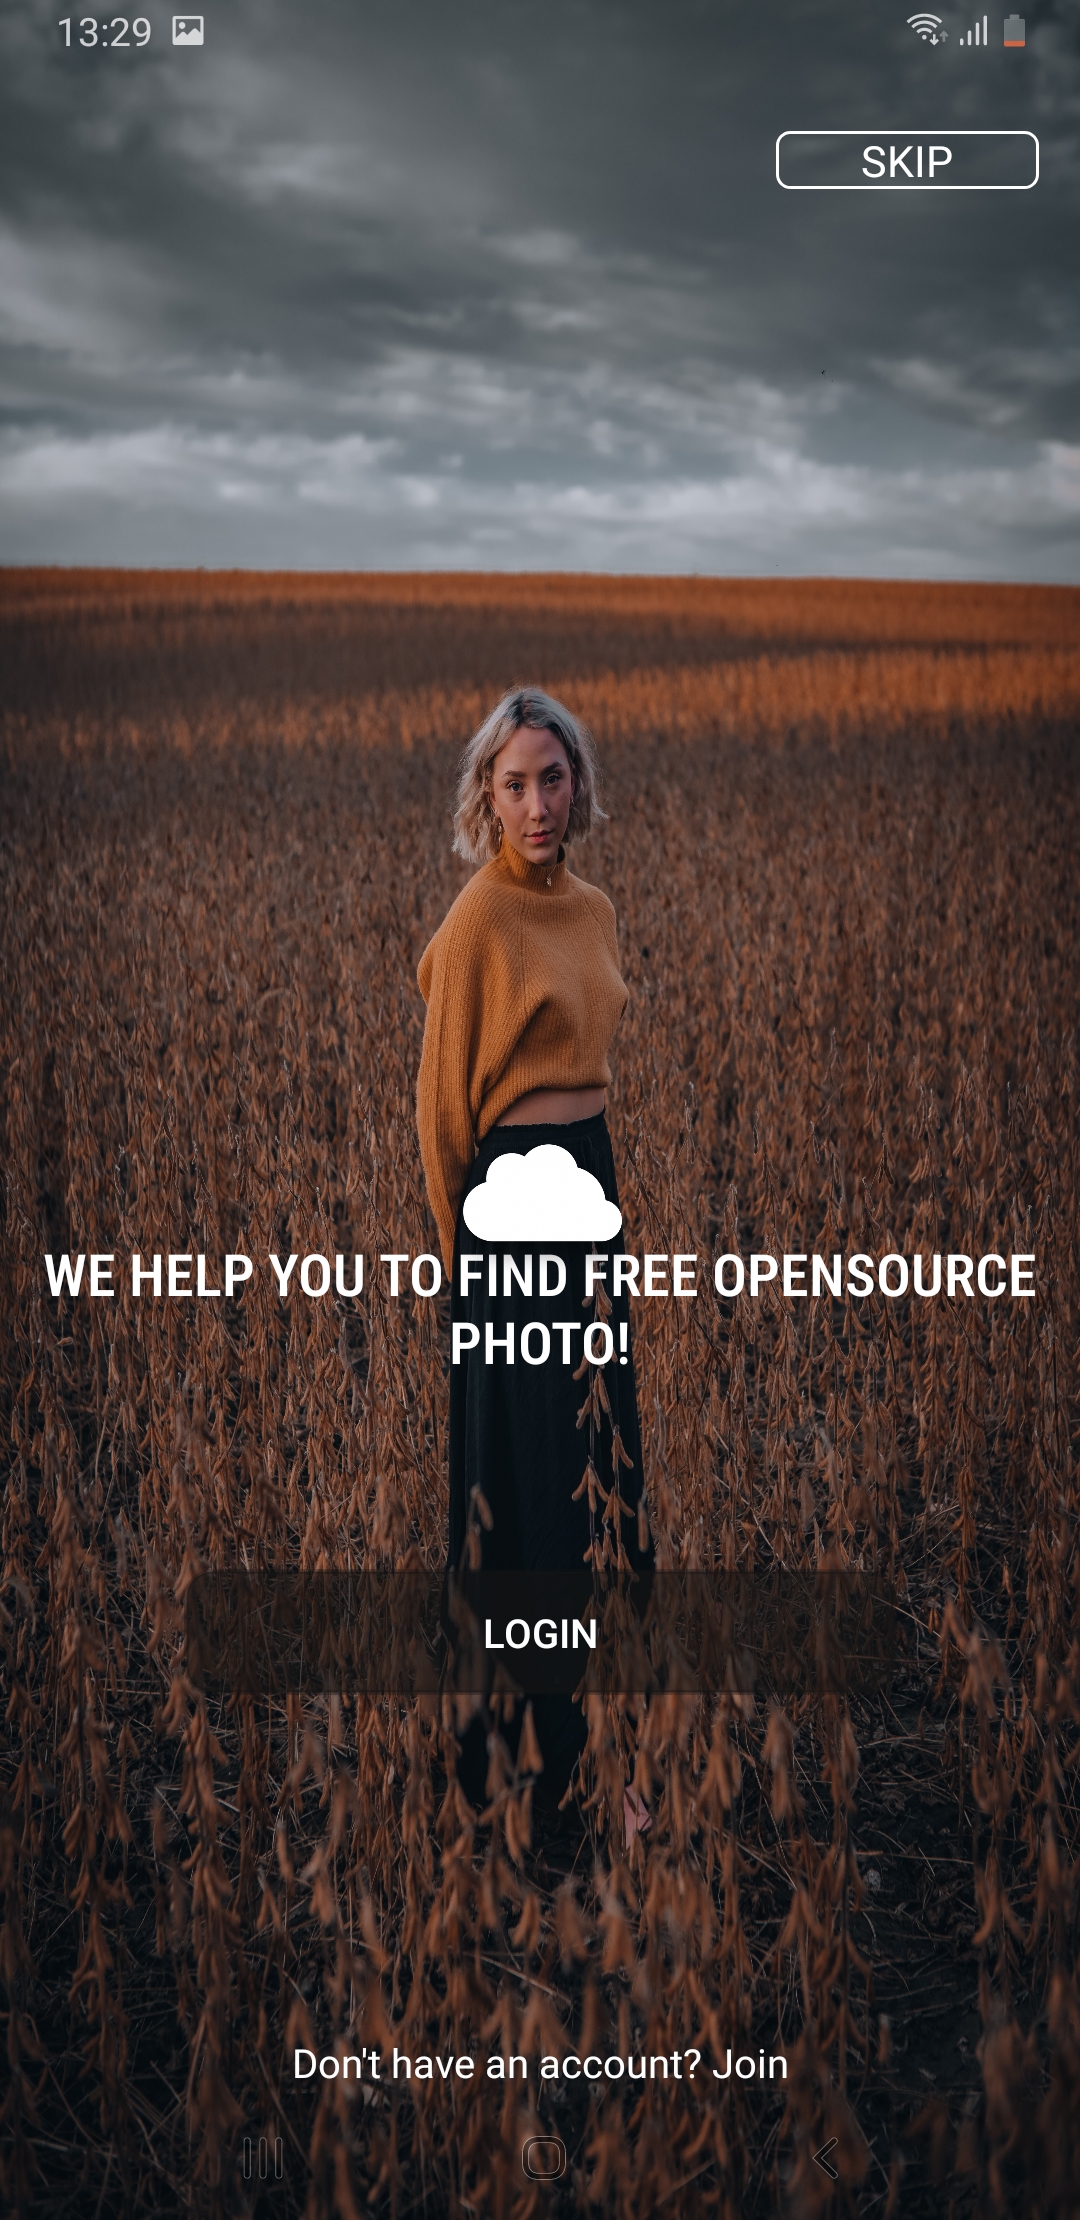 13:29
SKIP
WE HELP YOU TO FIND FREE OPENSOURCE
PHOTO!
LOGIN
Don't have an account? Join